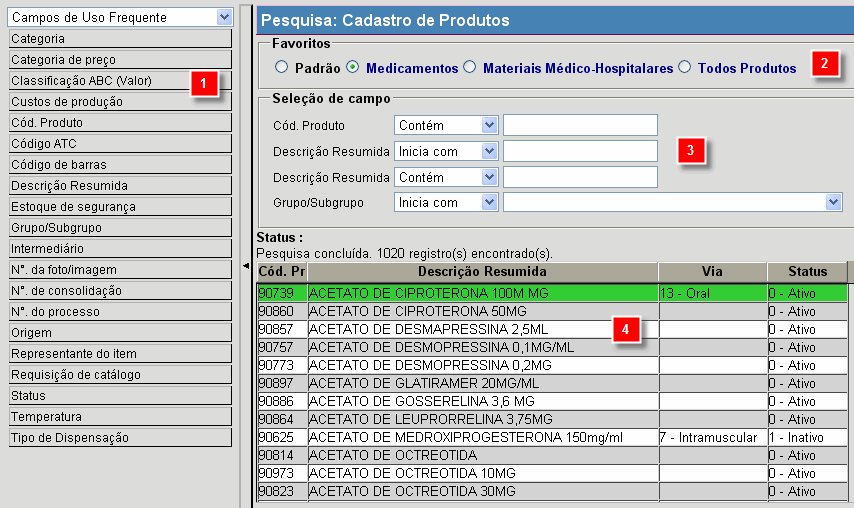 Campos de Uso Frequente
Categoria
Categoria de preço
Classificação ABC (Valor)
1
Custos de produção
Cód. Produto
Código ATC
Código de barras
Descrição Resumida
Estoque de segurança
Grupo/Subgrupo
Intermediário
N°. da foto/imagem
N°. de consolidação
N°. do processo
Origem
Representante do item
Requisição de catálogo
Status
Temperatura
Tipo de Dispensação
Pesquisa: Cadastro de Produtos
Favoritos
Padrão Medicamentos Materiais Médico-Hospitalares Todos Produtos 2
Seleção de campo
Cód. Produto Contém
Descrição Resumida Inicia com 3
Descrição Resumida Contém
Grupo/Subgrupo Inicia com
Status :
Pesquisa concluída. 1020 registro(s) encontrado(s).
Cód. Pr Descrição Resumida Via Status
90739 ACETATO DE CIPROTERONA 100M MG 13 - Oral 0 - Ativo
90860 ACETATO DE CIPROTERONA 50MG 0 - Ativo
90857 ACETATO DE DESMAPRESSINA 2,5ML 4 0 - Ativo
90757 ACETATO DE DESMOPRESSINA 0,1MG/ML 0 - Ativo
90773 ACETATO DE DESMOPRESSINA 0,2MG 0 - Ativo
90897 ACETATO DE GLATIRAMER 20MG/ML 0 - Ativo
90886 ACETATO DE GOSSERELINA 3,6 MG 0 - Ativo
90864 ACETATO DE LEUPRORRELINA 3,75MG 0 - Ativo
90625 ACETATO DE MEDROXIPROGESTERONA 150mg/ml 7 - Intramuscular 1 - Inativo
90814 ACETATO DE OCTREOTIDA 0 - Ativo
90973 ACETATO DE OCTREOTIDA 10MG 0 - Ativo
90823 ACETATO DE OCTREOTIDA 30MG 0 - Ativo